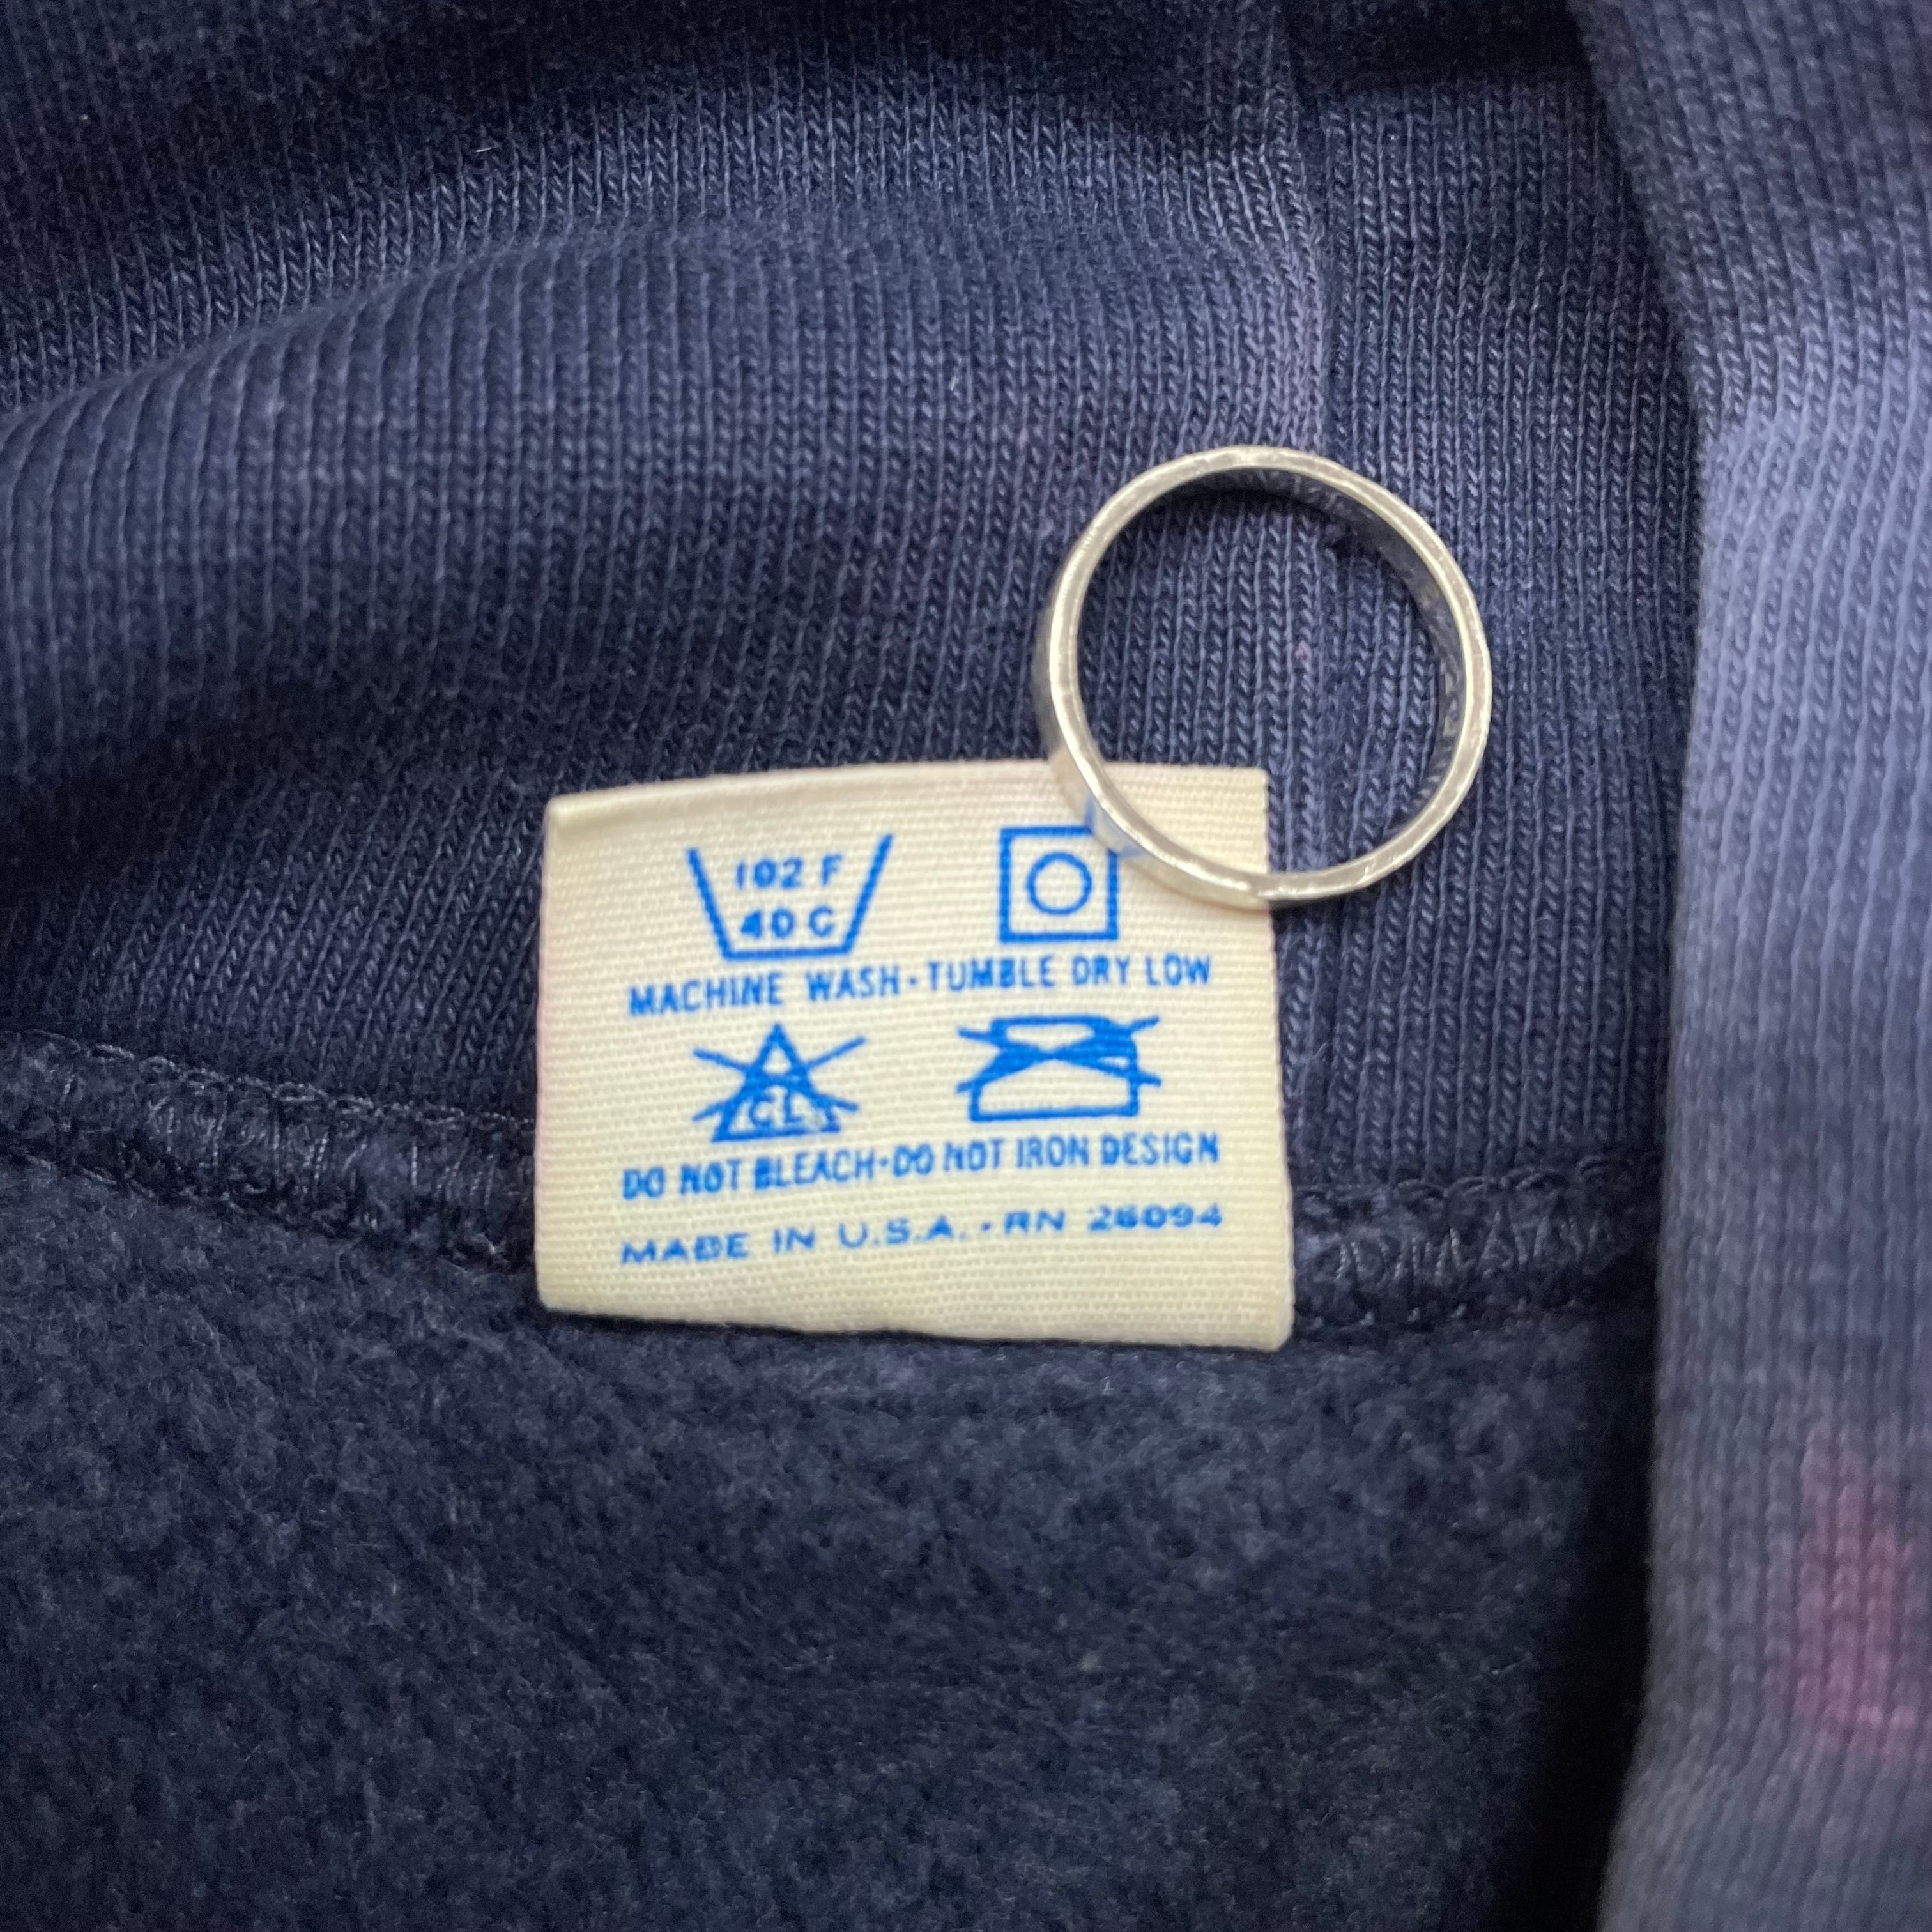 102 F
40 C
MACHINE WASH · TUMBLE DRY LOW
CL
DO NOT BLEACH · DO NOT IRON DESIGN
MADE IN U.S.A. · RN 26094